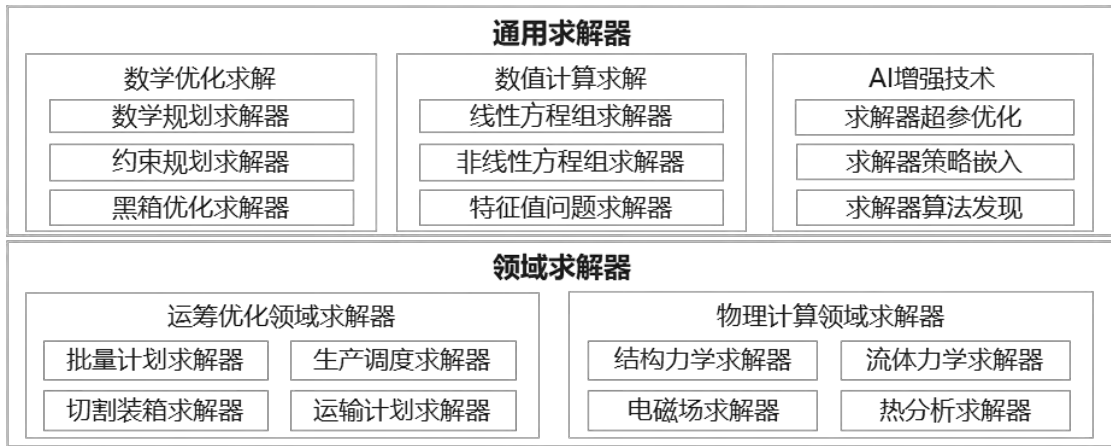 通用求解器
数学优化求解
数学规划求解器
约束规划求解器
黑箱优化求解器
数值计算求解
线性方程组求解器
非线性方程组求解器
特征值问题求解器
AI增强技术
求解器超参优化
求解器策略嵌入
求解器算法发现
领域求解器
运筹优化领域求解器
批量计划求解器
生产调度求解器
切割装箱求解器
运输计划求解器
物理计算领域求解器
结构力学求解器
流体力学求解器
电磁场求解器
热分析求解器